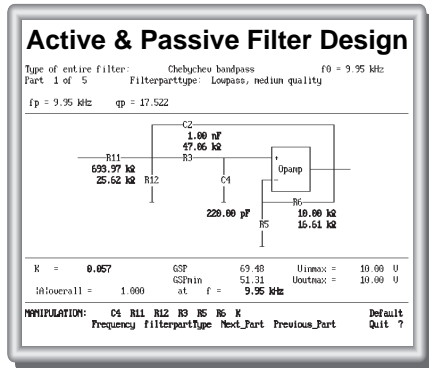 Active & Passive Filter Design
Type of entire filter: Chebychev bandpass f0 = 9.95 kHz
Part 1 of 5 Filterparttype: Lowpass, medium quality
fp = 9.95 kHz qp = 17.522
C2
1.00 nF
47.06 kΩ
R11 R3
693.97 kΩ
25.62 kΩ R12 C4
+
Opamp
-
R6
220.00 pF 10.00 kΩ
R5 16.61 kΩ
K = 0.057 GSP 69.48 Uinmax = 10.00 V
GSPmin 51.31 Uoutmax = 10.00 V
|A|overall = 1.000 at f = 9.95 kHz
MANIPULATION: C4 R11 R12 R3 R5 R6 K Default
Frequency filterpartType Next_Part Previous_Part Quit ?